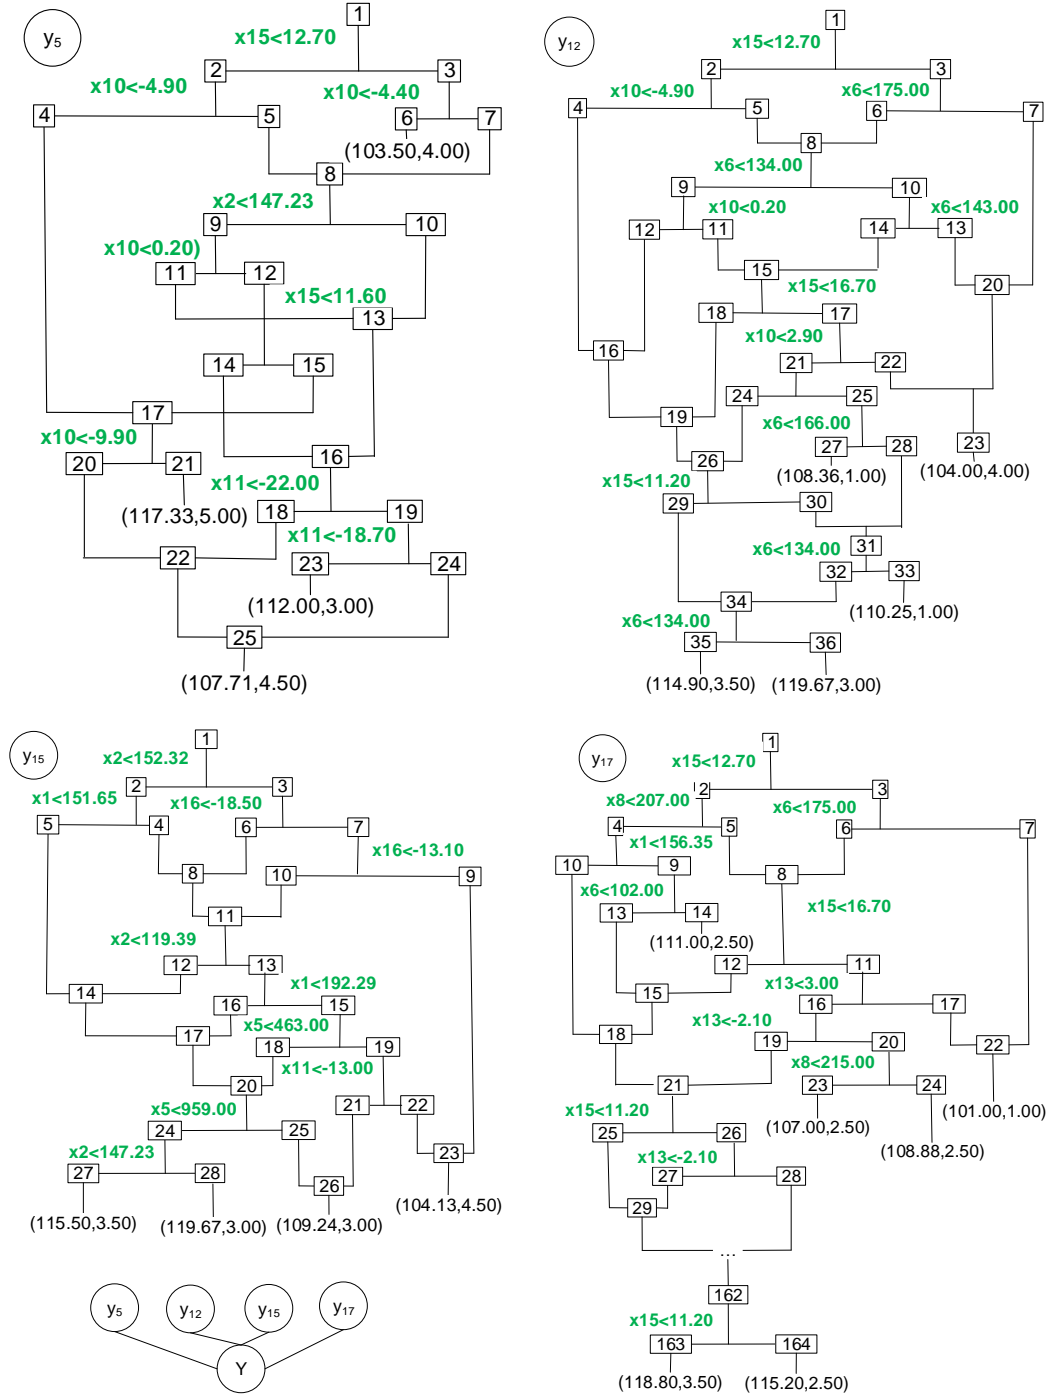 y5
1
x15<12.70
2
3
x10<-4.90
x10<-4.40
4
5
6
7
(103.50,4.00)
8
x2<147.23
9
10
x10<0.20)
11
12
x15<11.60
13
14
15
17
x10<-9.90
16
20
21
x11<-22.00
(117.33,5.00)
18
19
x11<-18.70
22
23
24
(112.00,3.00)
25
(107.71,4.50)
y12
1
x15<12.70
2
3
x10<-4.90
x6<175.00
4
5
6
7
8
x6<134.00
9
10
x10<0.20
x6<143.00
12
11
14
13
15
x15<16.70
20
18
17
x10<2.90
16
21
22
24
25
19
x6<166.00
23
26
27
28
(104.00,4.00)
(108.36,1.00)
x15<11.20
29
30
x6<134.00
31
32
33
34
(110.25,1.00)
x6<134.00
35
36
(114.90,3.50)
(119.67,3.00)
y15
1
x2<152.32
2
3
x1<151.65
x16<-18.50
5
4
6
7
x16<-13.10
8
10
9
11
x2<119.39
12
13
x1<192.29
14
16
15
x5<463.00
17
18
19
x11<-13.00
20
x5<959.00
21
22
24
25
x2<147.23
23
27
28
26
(104.13,4.50)
(115.50,3.50)
(119.67,3.00)
(109.24,3.00)
y17
1
x15<12.70
2
3
x8<207.00
x6<175.00
4
5
6
7
x1<156.35
10
9
8
x6<102.00
x15<16.70
13
14
(111.00,2.50)
12
11
x13<3.00
15
16
17
x13<-2.10
18
19
20
22
x8<215.00
21
23
24
(101.00,1.00)
x15<11.20
(107.00,2.50)
25
26
(108.88,2.50)
x13<-2.10
27
28
29
...
162
x15<11.20
163
164
(118.80,3.50)
(115.20,2.50)
y5
y12
y15
y17
Y